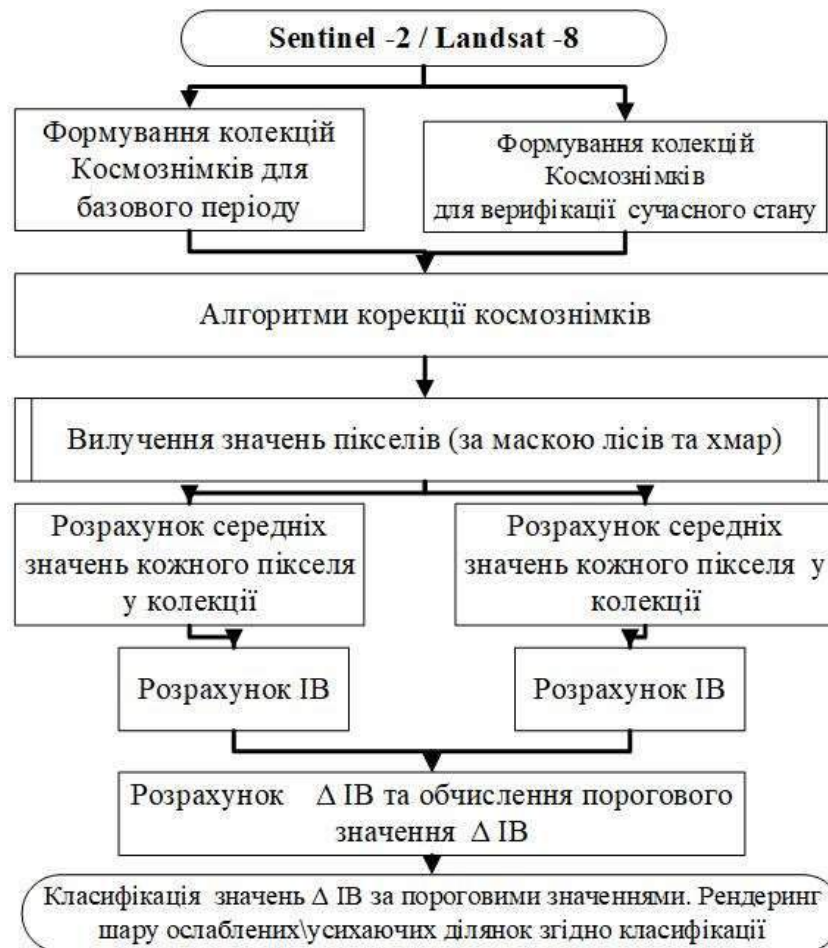 Sentinel -2 / Landsat -8
Формування колекцій
Космознімків для
базового періоду
Формування колекцій
Космознімків
для верифікації сучасного стану
Алгоритми корекції космознімків
Вилучення значень пікселів (за маскою лісів та хмар)
Розрахунок середніх
значень кожного пікселя
у колекції
Розрахунок середніх
значень кожного пікселя у
колекції
Розрахунок ІВ
Розрахунок ІВ
Розрахунок Δ ІВ та обчислення порогового
значення Δ ІВ
Класифікація значень Δ ІВ за пороговими значеннями. Рендеринг
шару ослаблених\усихаючих ділянок згідно класифікації